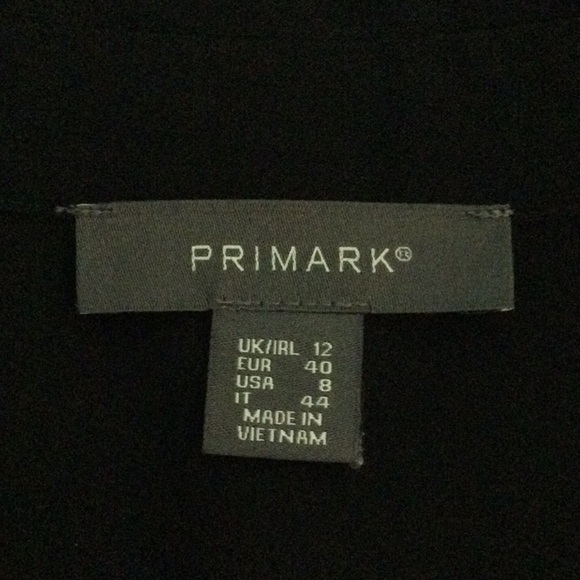 PRIMARK®
UK/IRL 12
EUR 40
USA 8
IT 44
MADE IN
VIETNAM